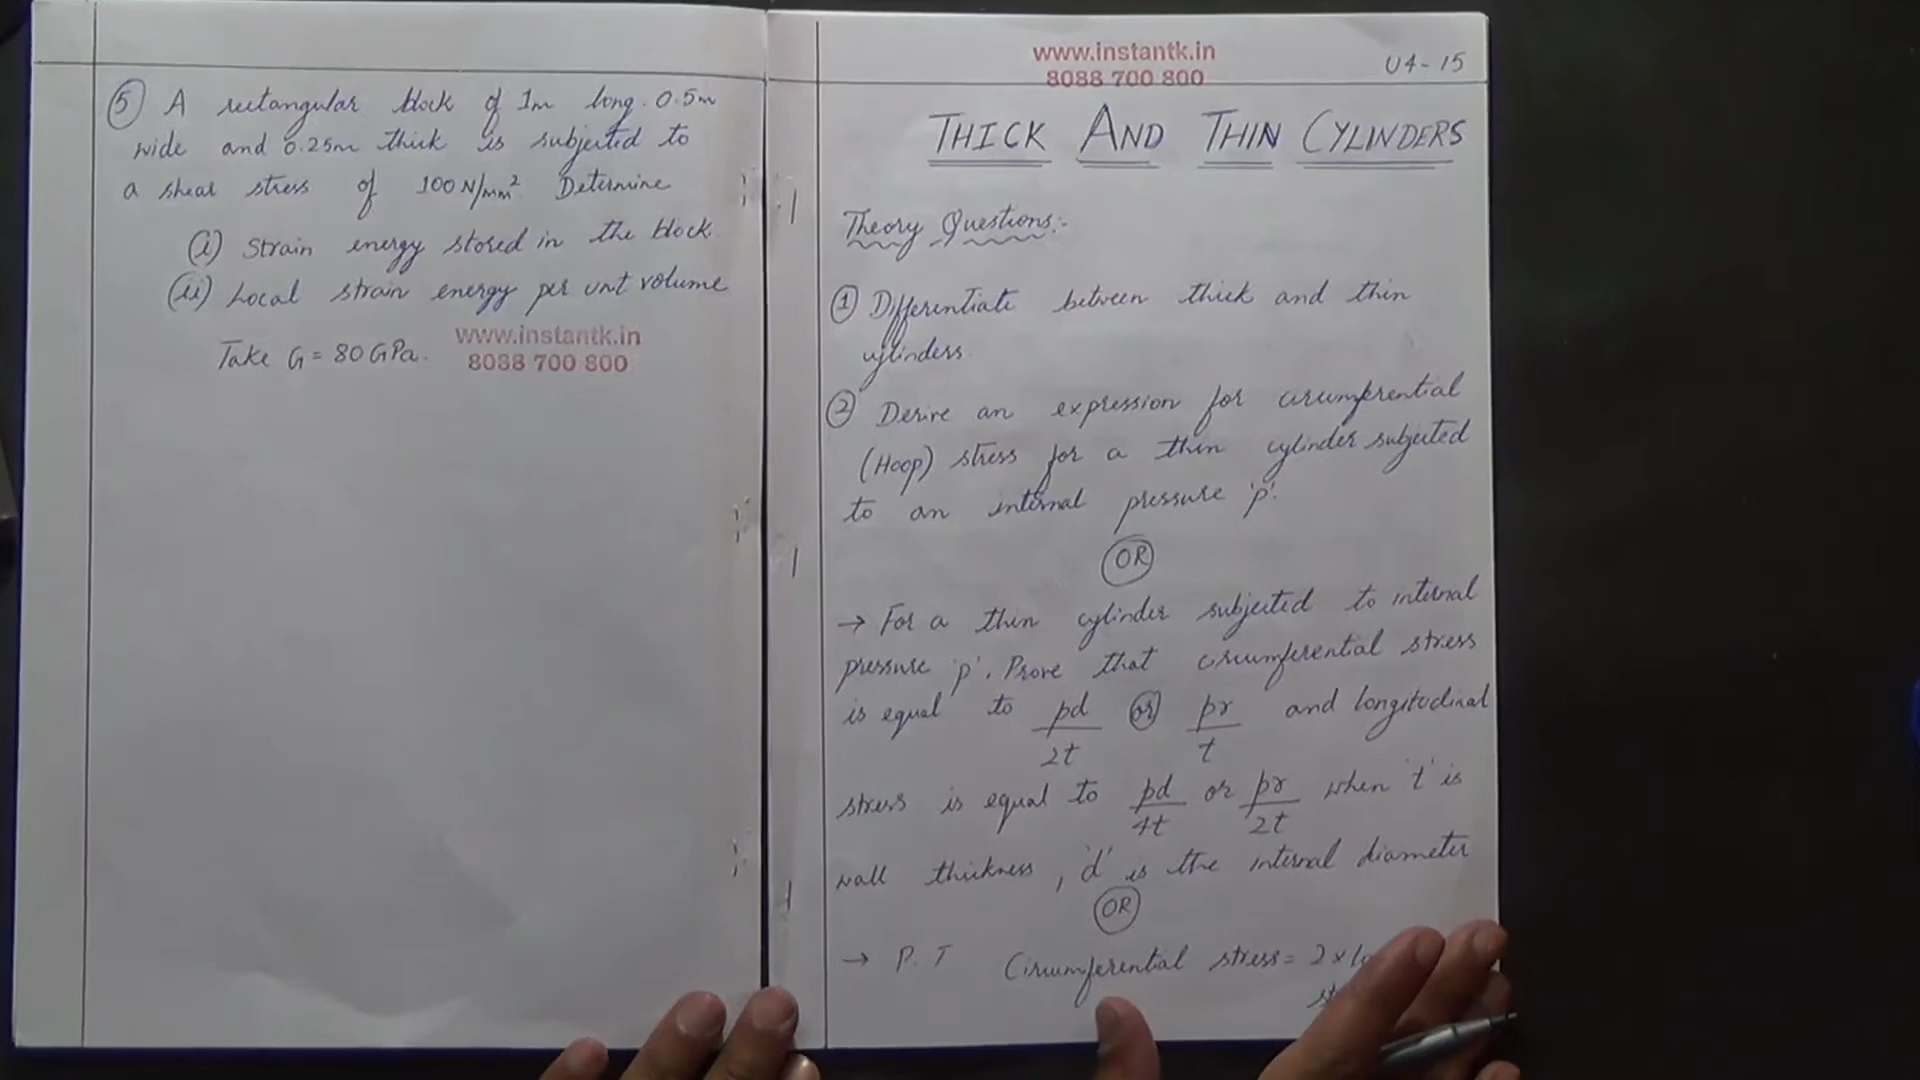 5 A rectangular block of 1m long. 0.5m
wide and 0.25m thick is subjected to
a shear stress of 100 N/mm². Determine
(i) Strain energy stored in the block.
(ii) Local strain energy per unt volume
Take G = 80 GPa.
www.instantk.in
8088 700 800
www.instantk.in
8088 700 800
U4-15
THICK AND THIN CYLINDERS
Theory Questions:-
1 Differentiate between thick and thin
cylinders.
2 Derive an expression for circumferential
(Hoop) stress for a thin cylinder subjected
to an internal pressure 'p'.
OR
→ For a thin cylinder subjected to internal
pressure 'p'. Prove that circumferential stress
is equal to pd/2t or pr/t and longitudinal
stress is equal to pd/4t or pr/2t when 't' is
wall thickness, 'd' is the internal diameter
OR
→ P.T Circumferential stress = 2 ×